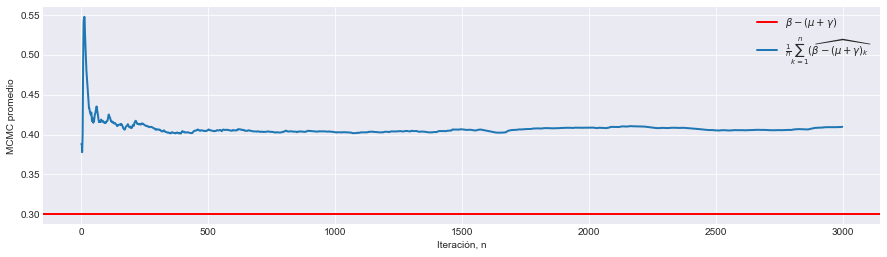 0.55
0.50
0.45
0.40
0.35
0.30
MCMC promedio
0 500 1000 1500 2000 2500 3000
Iteración, n
β − (μ + γ)
1/n ∑_{k=1}^{n} (β − (μ + γ)_k